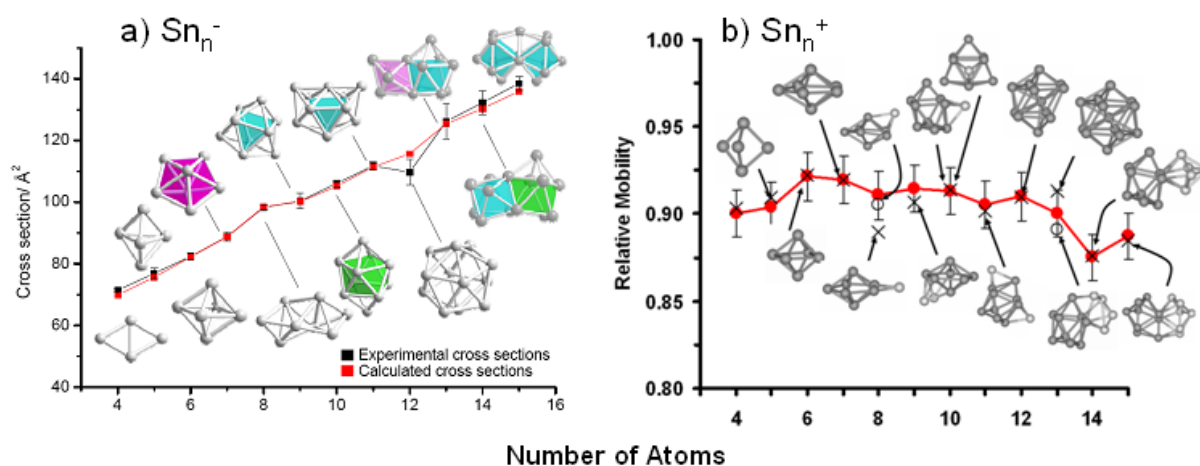 a) Snn-
140
120
100
80
60
40
Cross section/ Å2
Experimental cross sections
Calculated cross sections
4 6 8 10 12 14 16
b) Snn+
1.00
0.95
0.90
0.85
0.80
Relative Mobility
4 6 8 10 12 14
Number of Atoms